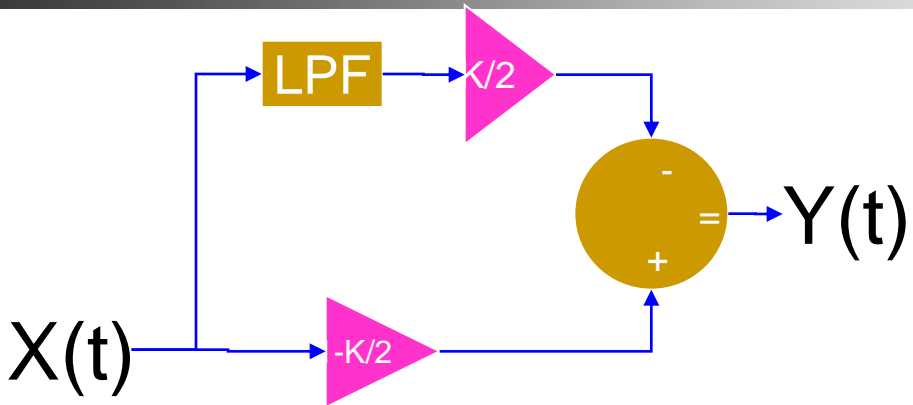 LPF
K/2
-
=
Y(t)
+
X(t)
-K/2